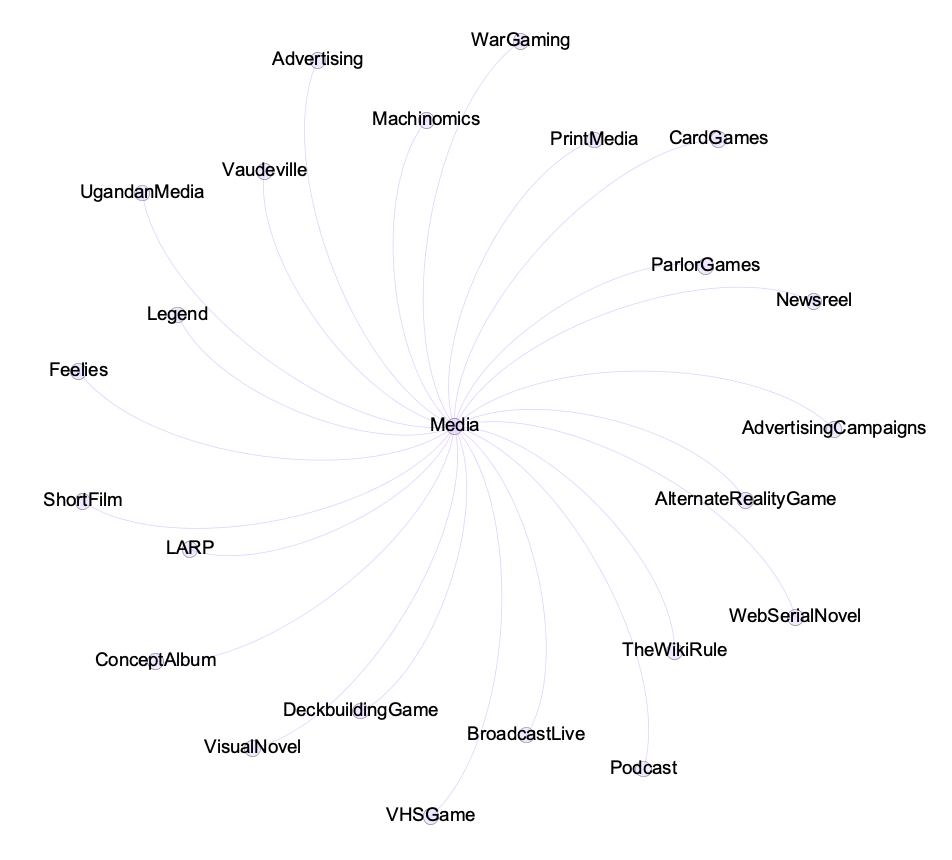 WarGaming
Advertising
Machinomics
PrintMedia
CardGames
Vaudeville
UgandanMedia
ParlorGames
Newsreel
Legend
Feelies
Media
AdvertisingCampaigns
ShortFilm
AlternateRealityGame
LARP
WebSerialNovel
TheWikiRule
ConceptAlbum
DeckbuildingGame
BroadcastLive
VisualNovel
Podcast
VHSGame